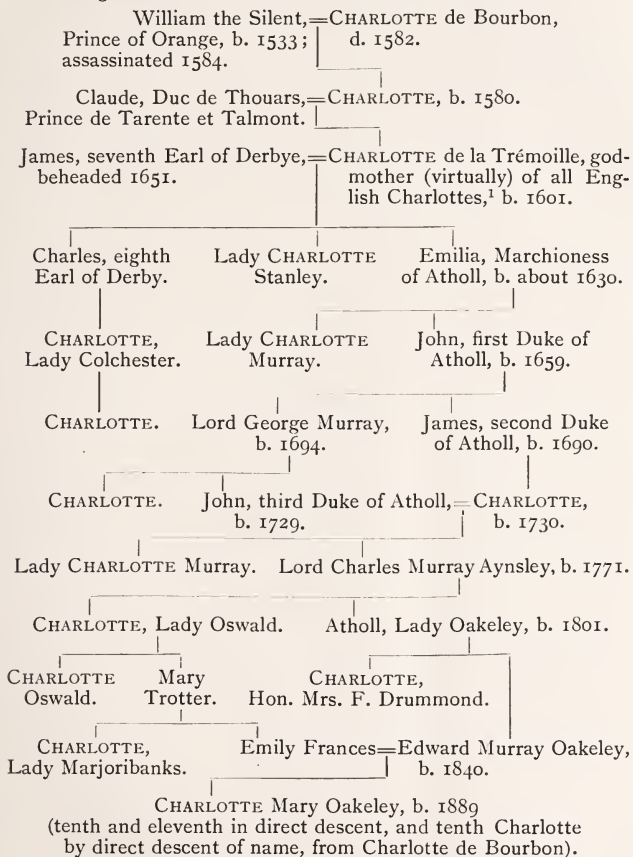 William the Silent,=CHARLOTTE de Bourbon,
Prince of Orange, b. 1533; d. 1582.
assassinated 1584.
Claude, Duc de Thouars,=CHARLOTTE, b. 1580.
Prince de Tarente et Talmont.
James, seventh Earl of Derbye,=CHARLOTTE de la Trémoille, god-
beheaded 1651. mother (virtually) of all Eng-
lish Charlottes,¹ b. 1601.
Charles, eighth Lady CHARLOTTE Emilia, Marchioness
Earl of Derby. Stanley. of Atholl, b. about 1630.
CHARLOTTE, Lady CHARLOTTE John, first Duke of
Lady Colchester. Murray. Atholl, b. 1659.
CHARLOTTE. Lord George Murray, James, second Duke
b. 1694. of Atholl, b. 1690.
CHARLOTTE. John, third Duke of Atholl,=CHARLOTTE,
b. 1729. b. 1730.
Lady CHARLOTTE Murray. Lord Charles Murray Aynsley, b. 1771.
CHARLOTTE, Lady Oswald. Atholl, Lady Oakeley, b. 1801.
CHARLOTTE Mary CHARLOTTE,
Oswald. Trotter. Hon. Mrs. F. Drummond.
CHARLOTTE, Emily Frances=Edward Murray Oakeley,
Lady Marjoribanks. b. 1840.
CHARLOTTE Mary Oakeley, b. 1889
(tenth and eleventh in direct descent, and tenth Charlotte
by direct descent of name, from Charlotte de Bourbon).